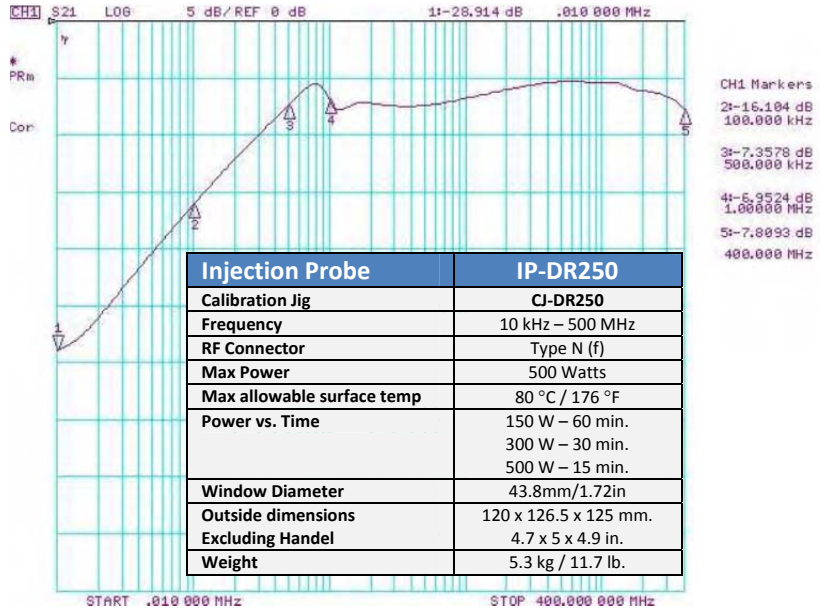 CH1 S21 LOG 5 dB/REF 0 dB 1:-28.914 dB .010 000 MHz
*
PRm
Cor
CH1 Markers
2:-16.104 dB
100.000 kHz
3:-7.3578 dB
500.000 kHz
4:-6.9524 dB
1.00000 MHz
5:-7.8093 dB
400.000 MHz
1
2
3
4
5
Injection Probe IP-DR250
Calibration Jig CJ-DR250
Frequency 10 kHz – 500 MHz
RF Connector Type N (f)
Max Power 500 Watts
Max allowable surface temp 80 °C / 176 °F
Power vs. Time 150 W – 60 min.
300 W – 30 min.
500 W – 15 min.
Window Diameter 43.8mm/1.72in
Outside dimensions 120 x 126.5 x 125 mm.
Excluding Handel 4.7 x 5 x 4.9 in.
Weight 5.3 kg / 11.7 lb.
START .010 000 MHz STOP 400.000 000 MHz